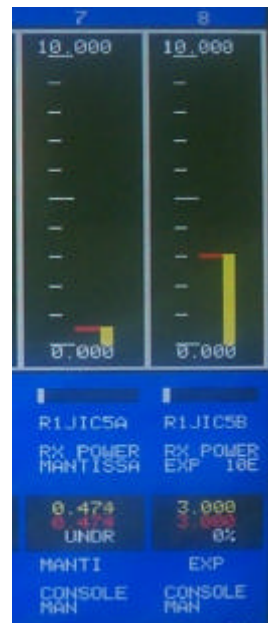 7
10.000
0.000
R1JIC5A
RX POWER
MANTISSA
0.474
0.474
UNDR
MANTI
CONSOLE
MAN
8
10.000
0.000
R1JIC5B
RX POWER
EXP 10E
3.000
3.000
0%
EXP
CONSOLE
MAN